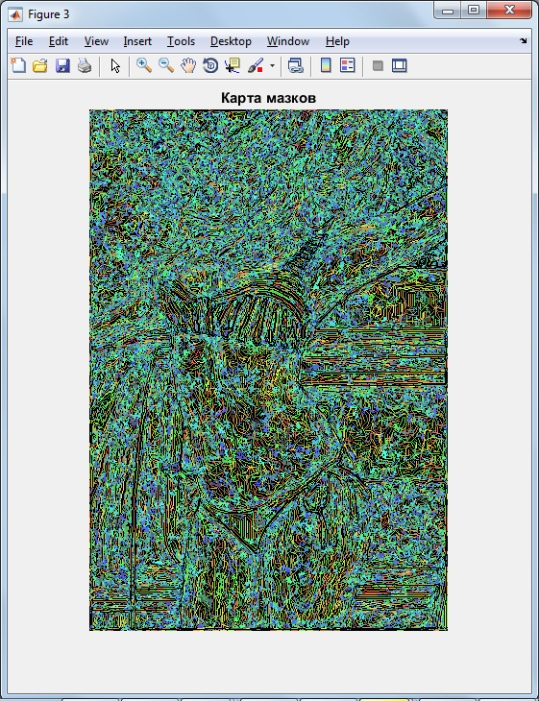 Figure 3
File Edit View Insert Tools Desktop Window Help
Карта мазков